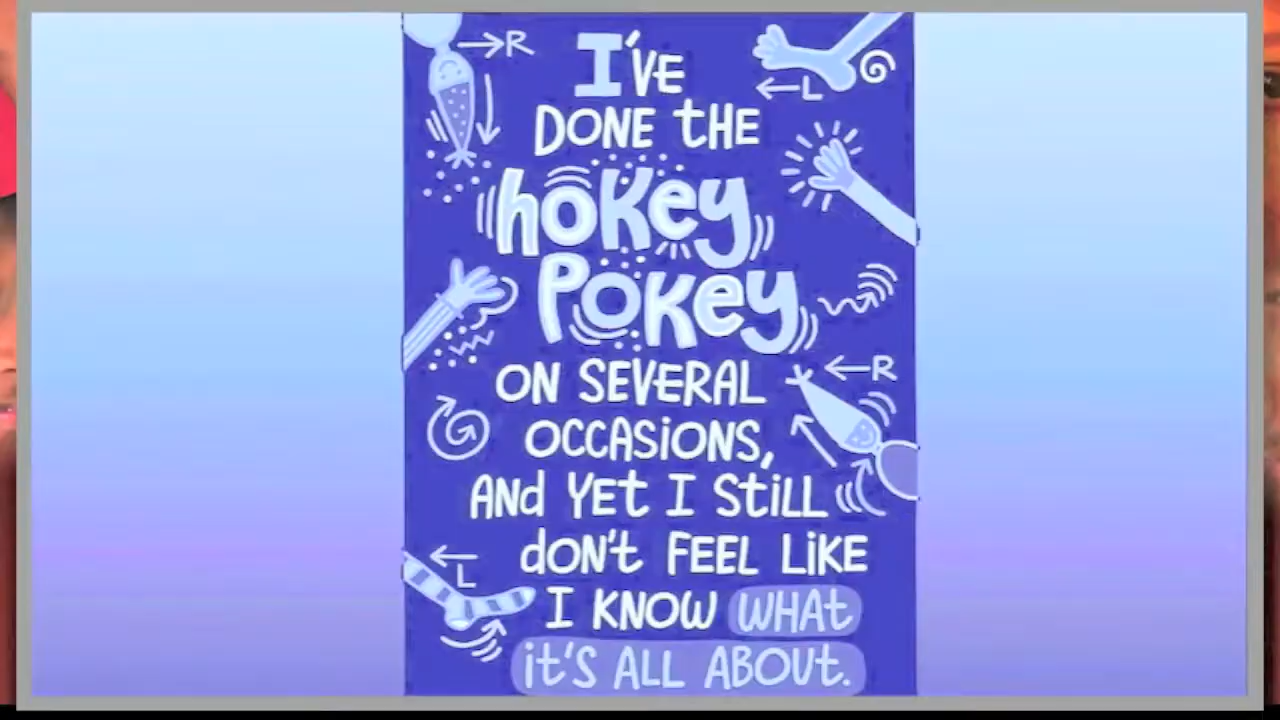 →R
I'VE
←L
DONE tHE
hOKey
POKey
ON SEVERAL
←R
OCCASiONS,
ANd YEt I StiLL
dON't FEEL LiKE
←L
I KNOW WHAt
it'S ALL ABOUt.